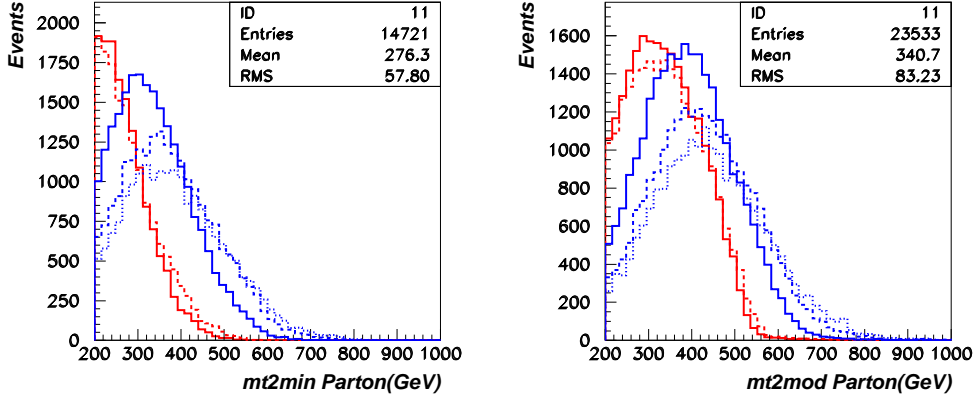 ID 11
Entries 14721
Mean 276.3
RMS 57.80
Events
2000
1750
1500
1250
1000
750
500
250
0
200 300 400 500 600 700 800 900 1000
mt2min Parton(GeV)
ID 11
Entries 23533
Mean 340.7
RMS 83.23
Events
1600
1400
1200
1000
800
600
400
200
0
200 300 400 500 600 700 800 900 1000
mt2mod Parton(GeV)